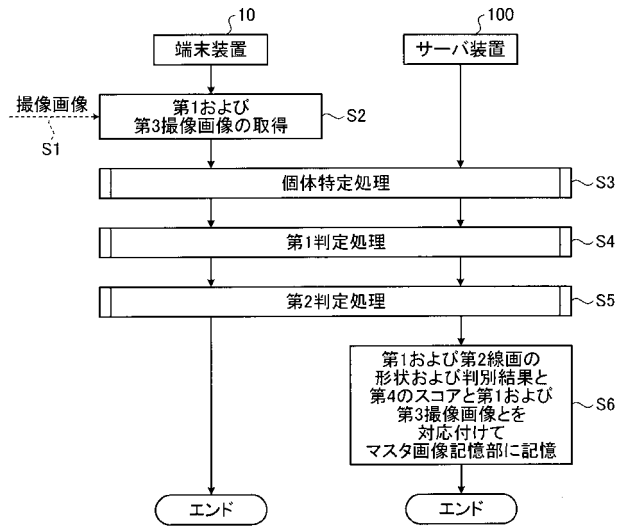 10
100
端末装置
サーバ装置
撮像画像
S1
第1および
第3撮像画像の取得
S2
個体特定処理
S3
第1判定処理
S4
第2判定処理
S5
第1および第2線画の
形状および判別結果と
第4のスコアと第1および
第3撮像画像とを
対応付けて
マスタ画像記憶部に記憶
S6
エンド
エンド